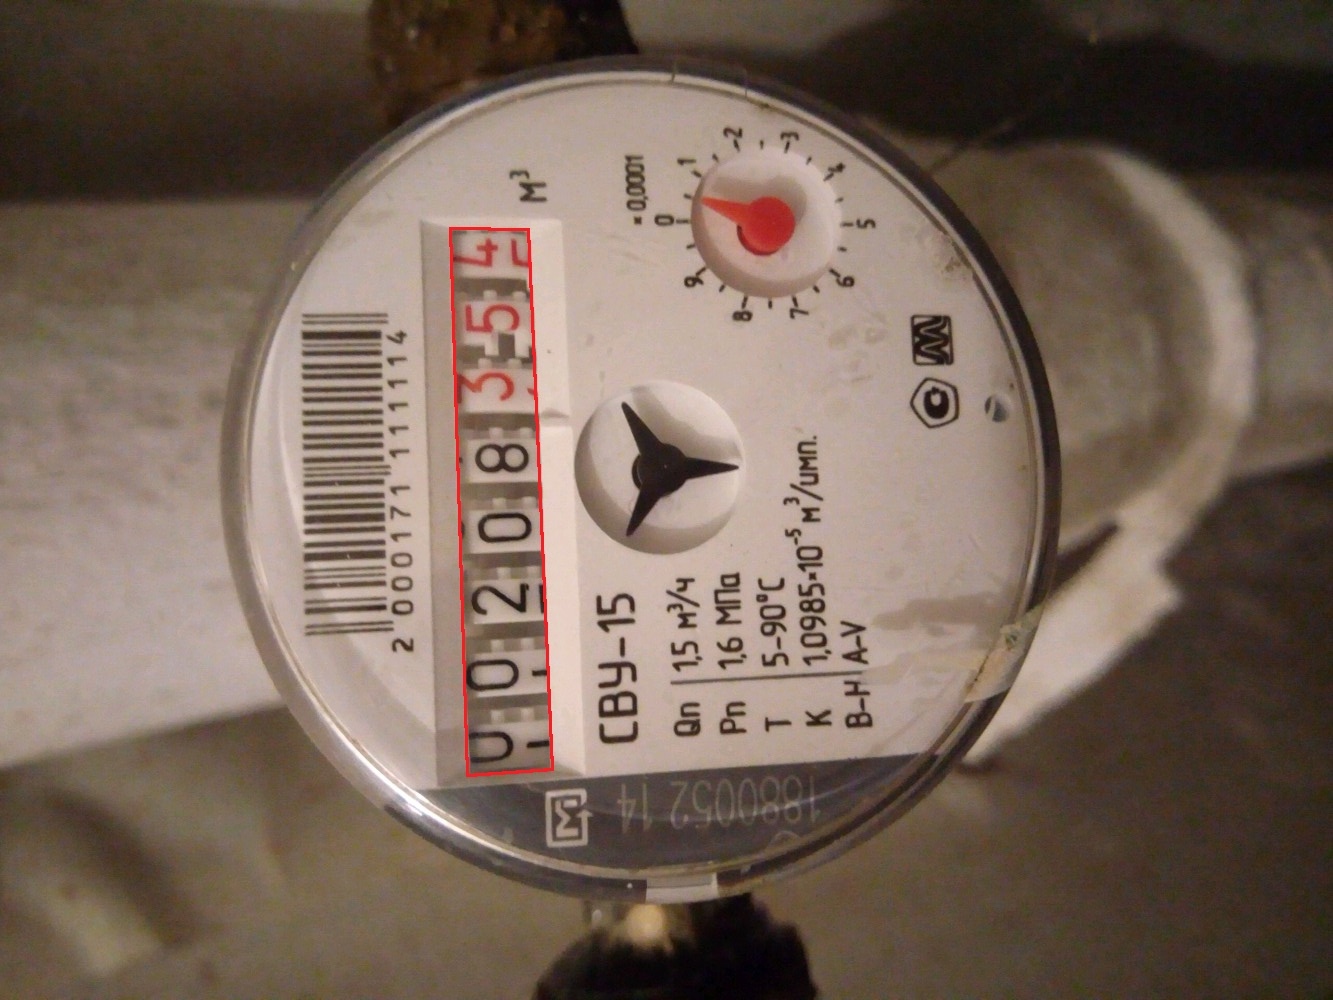 2 000171 111114
00208354
м³
× 0,0001
0 1 2 3 4 5 6 7 8 9
СВУ-15
Qn 1,5 м³/ч
Pn 1,6 МПа
T 5-90°C
K 1,0985×10⁻⁵ м³/имп.
B-H A-V
М
1880052 14